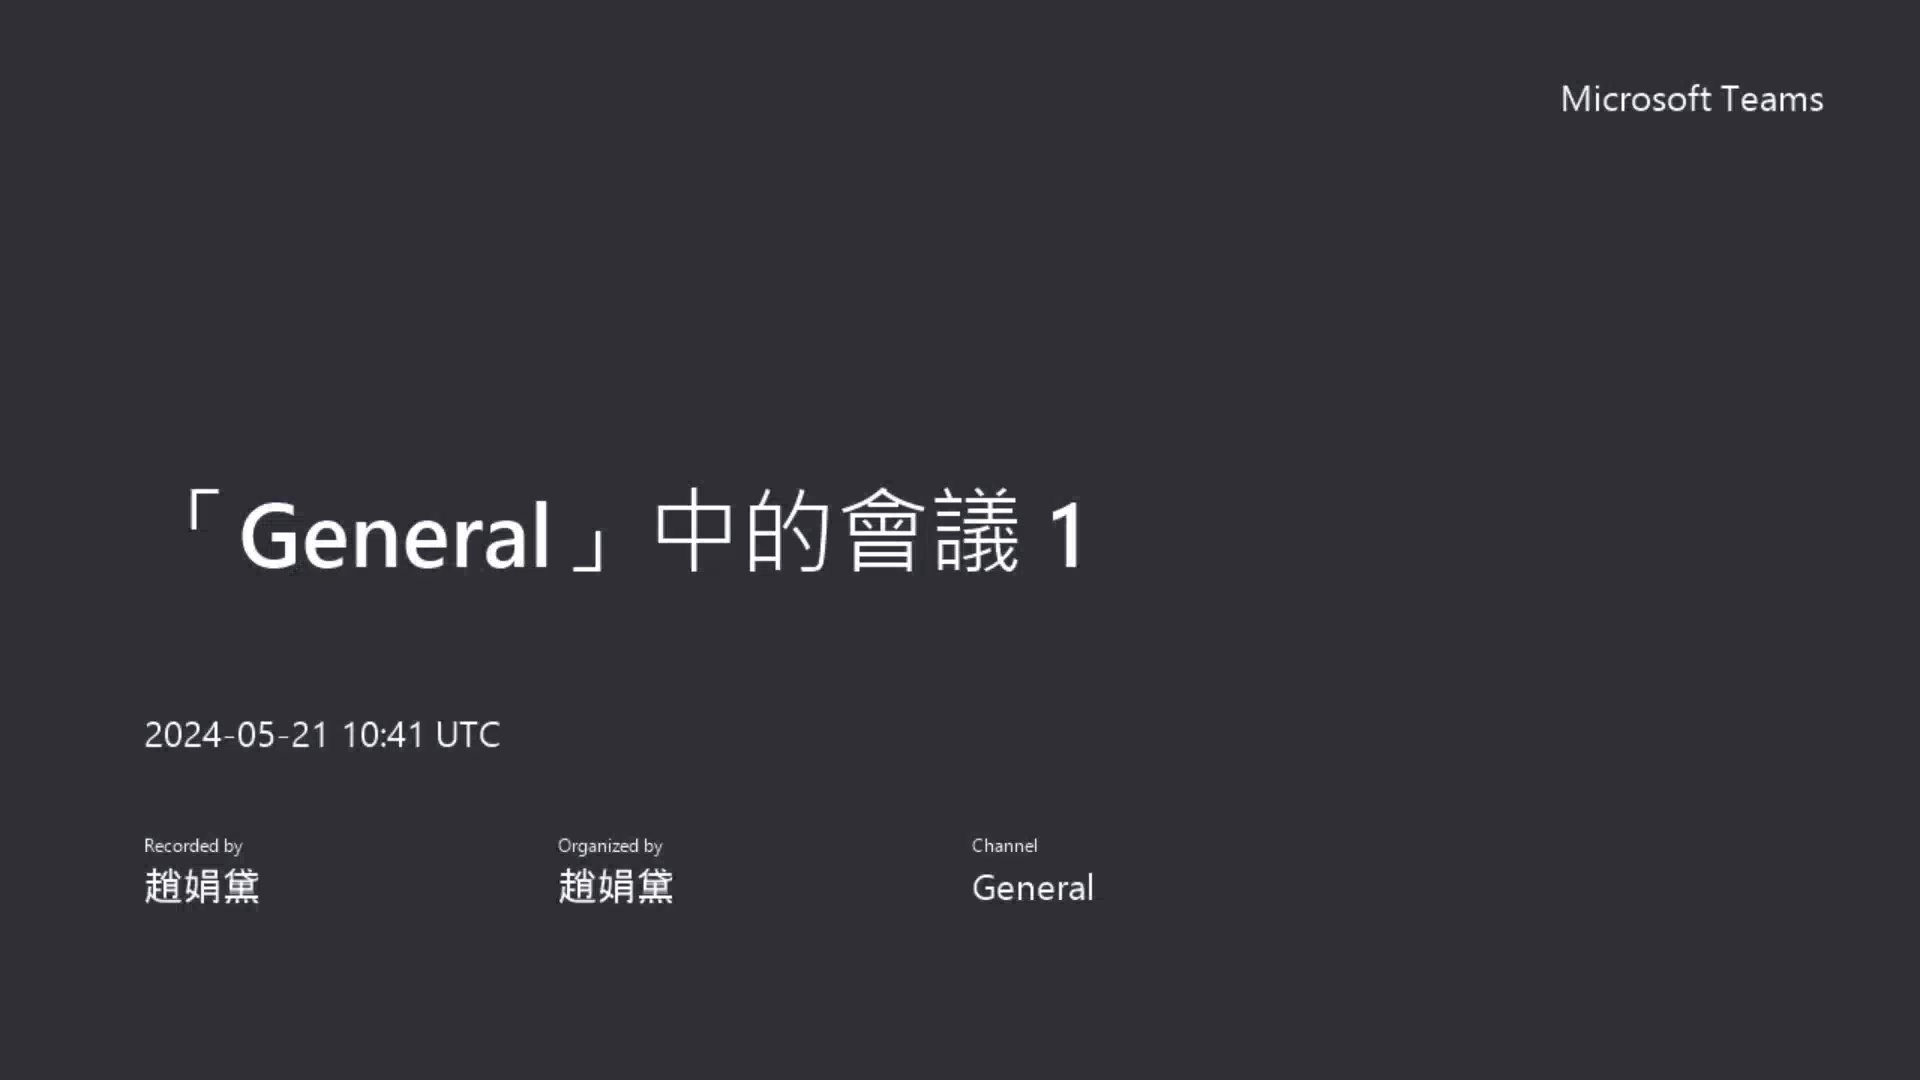 Microsoft Teams
「General」中的會議 1
2024-05-21 10:41 UTC
Recorded by
趙娟黛
Organized by
趙娟黛
Channel
General